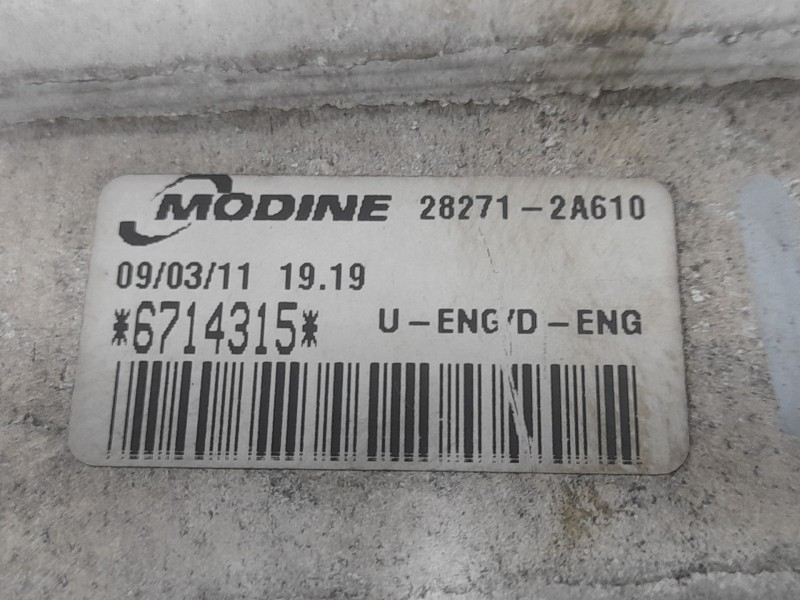 MODINE 28271-2A610
09/03/11 19.19
*6714315* U-ENG/D-ENG